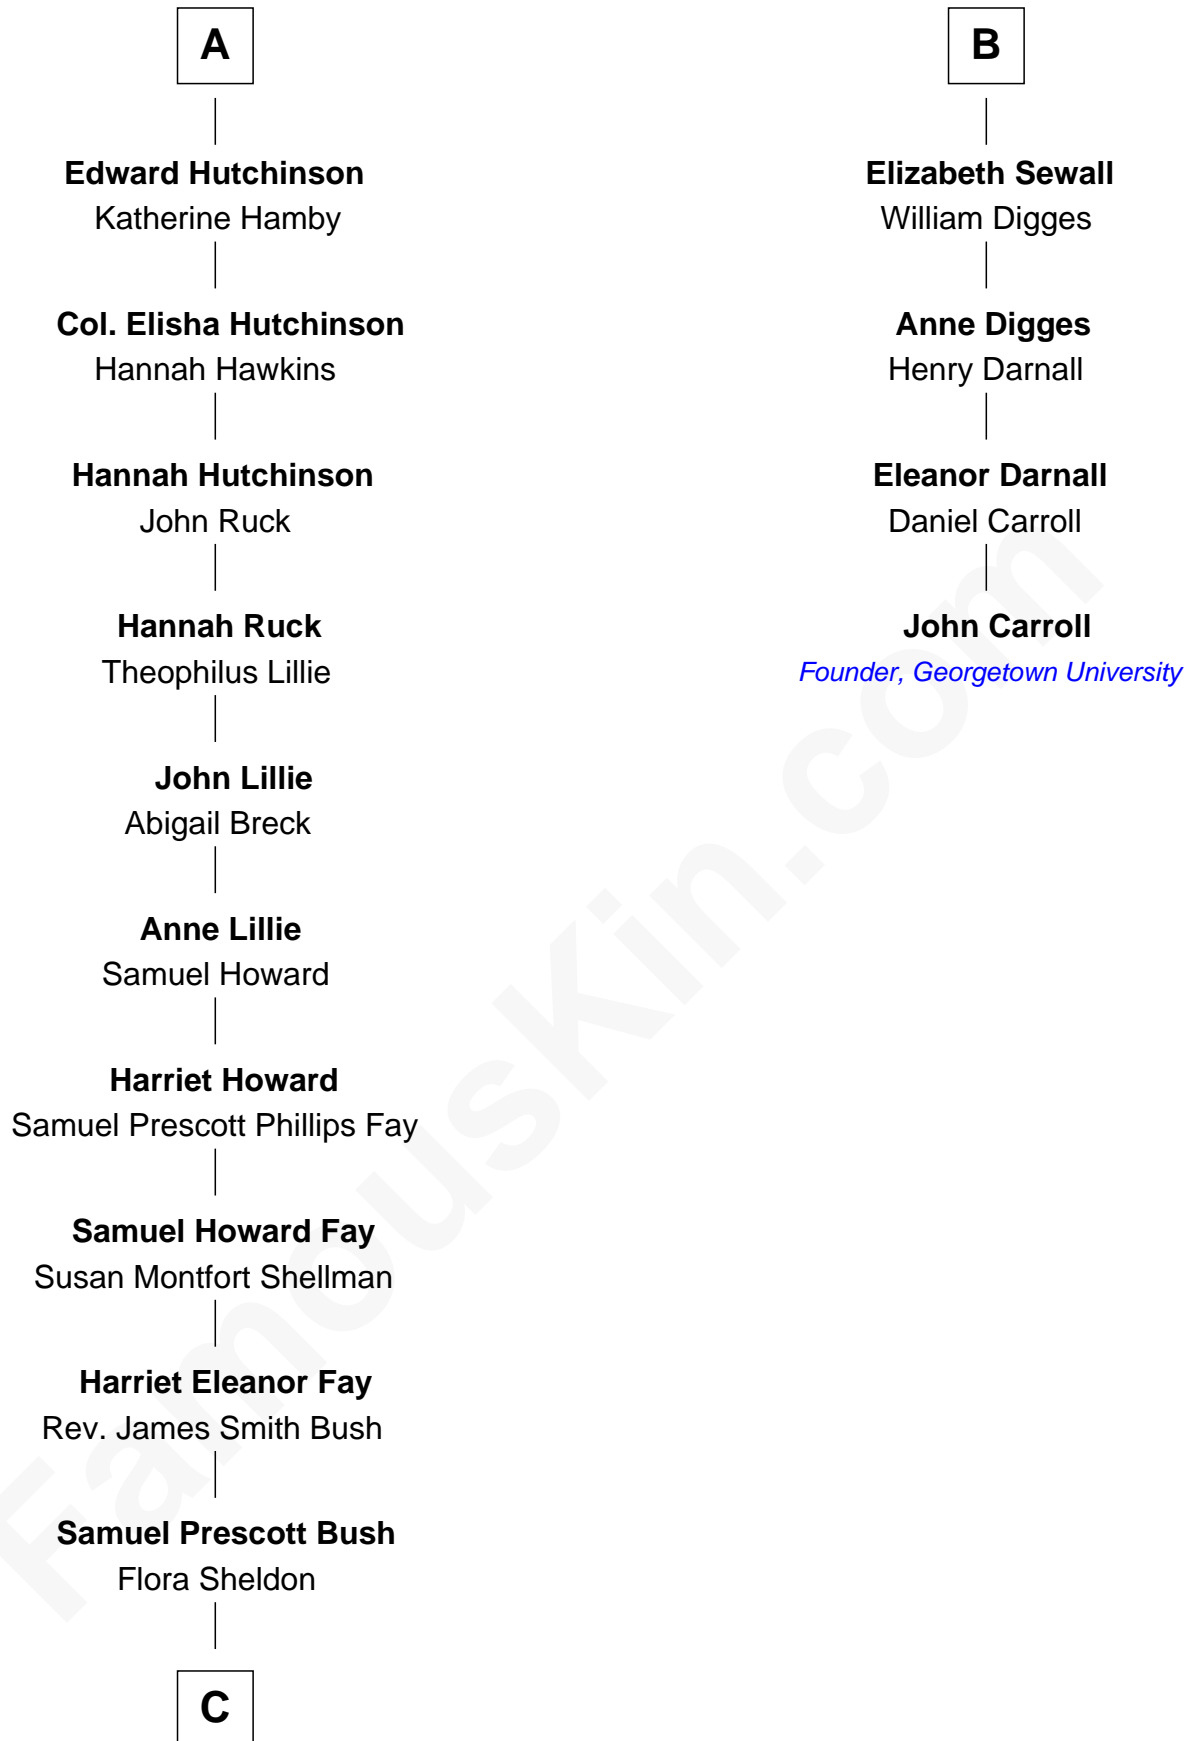 A
Edward Hutchinson
Katherine Hamby
Col. Elisha Hutchinson
Hannah Hawkins
Hannah Hutchinson
John Ruck
Hannah Ruck
Theophilus Lillie
John Lillie
Abigail Breck
Anne Lillie
Samuel Howard
Harriet Howard
Samuel Prescott Phillips Fay
Samuel Howard Fay
Susan Montfort Shellman
Harriet Eleanor Fay
Rev. James Smith Bush
Samuel Prescott Bush
Flora Sheldon
C
B
Elizabeth Sewall
William Digges
Anne Digges
Henry Darnall
Eleanor Darnall
Daniel Carroll
John Carroll
Founder, Georgetown University
FamousKin.com